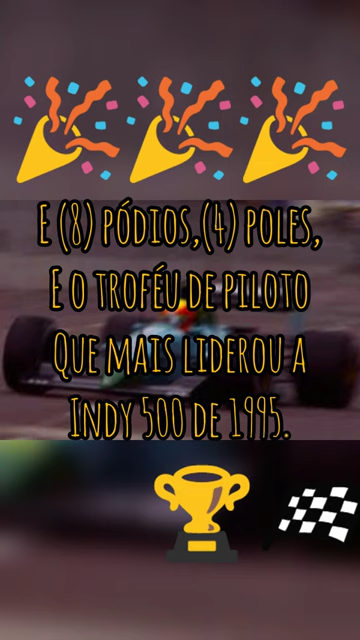 E (8) pódios,(4) poles,
E o troféu de piloto
Que mais liderou a
Indy 500 de 1995.